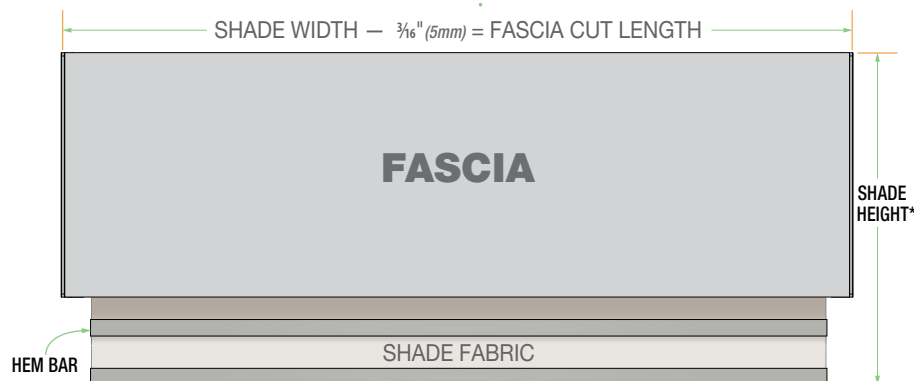 SHADE WIDTH — 3⁄16" (5mm) = FASCIA CUT LENGTH
FASCIA
SHADE
HEIGHT*
SHADE FABRIC
HEM BAR